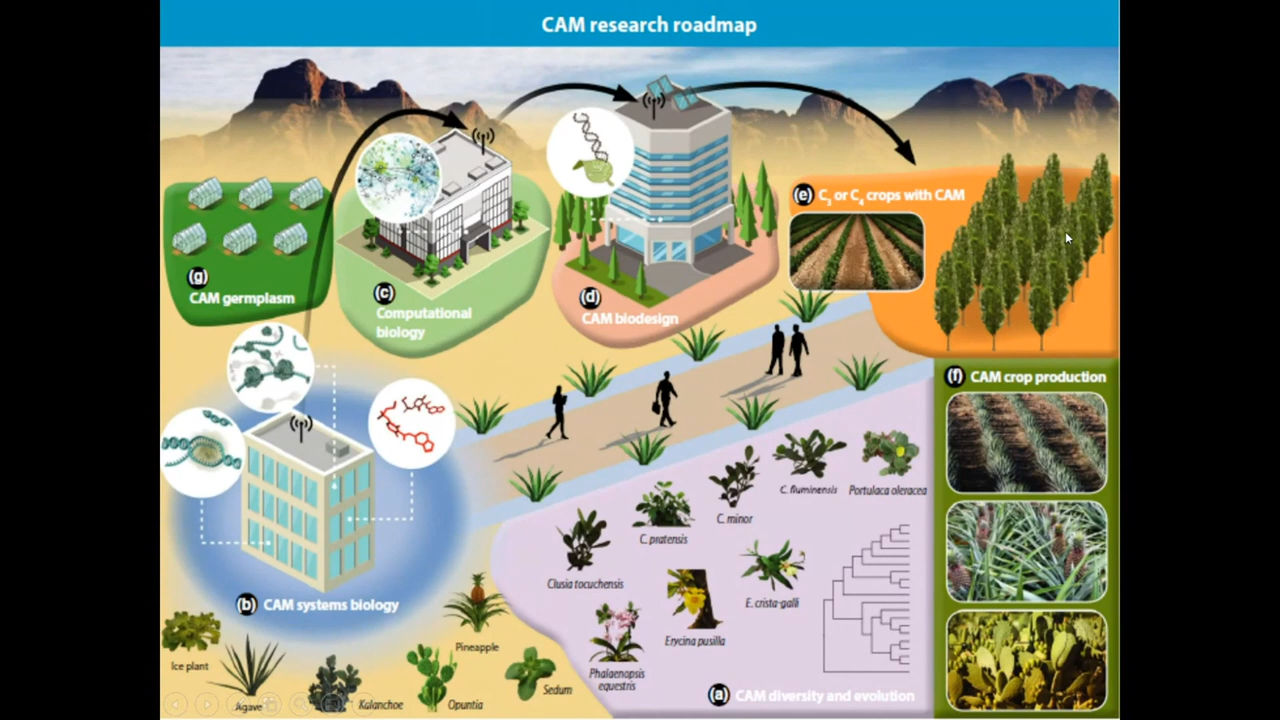 CAM research roadmap
(e) C3 or C4 crops with CAM
(g)
CAM germplasm
(c)
Computational
biology
(d)
CAM biodesign
(f) CAM crop production
C. fluminensis
Portulaca oleracea
C. minor
C. pratensis
Clusia tocuchensis
E. crista-galli
Erycina pusilla
Phalaenopsis
equestris
(b) CAM systems biology
Pineapple
Ice plant
Agave
Kalanchoe
Opuntia
Sedum
(a) CAM diversity and evolution